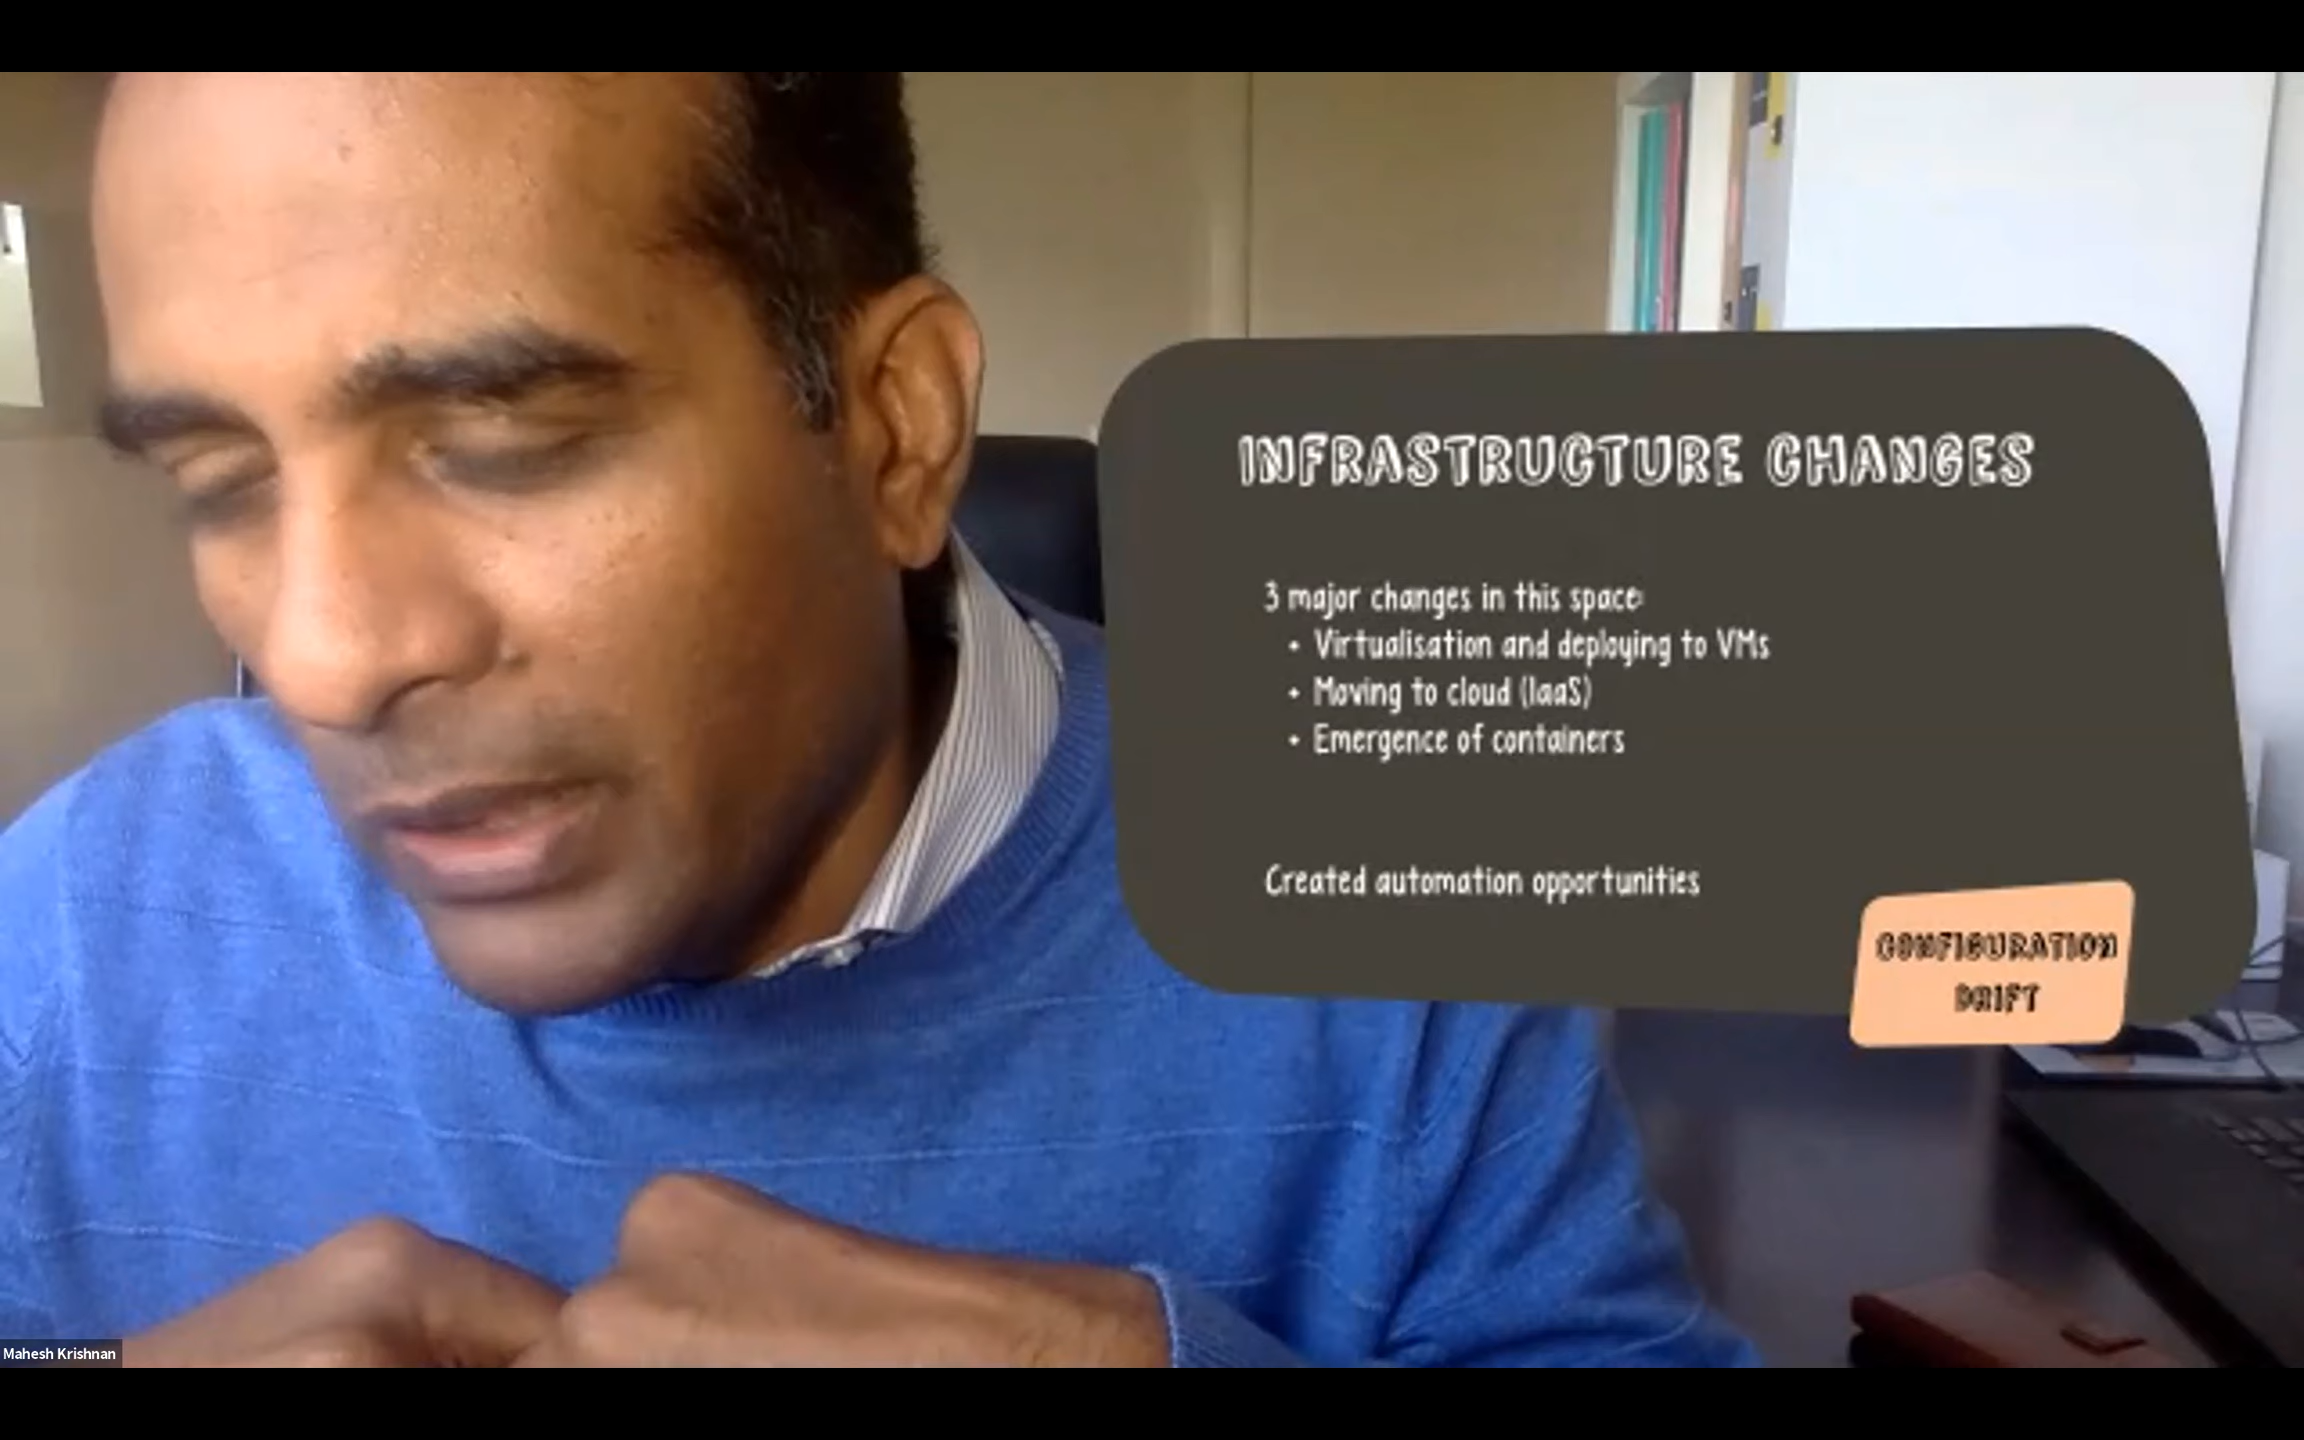 INFRASTRUCTURE CHANGES
3 major changes in this space:
• Virtualisation and deploying to VMs
• Moving to cloud (IaaS)
• Emergence of containers
Created automation opportunities
CONFIGURATION
DRIFT
Mahesh Krishnan